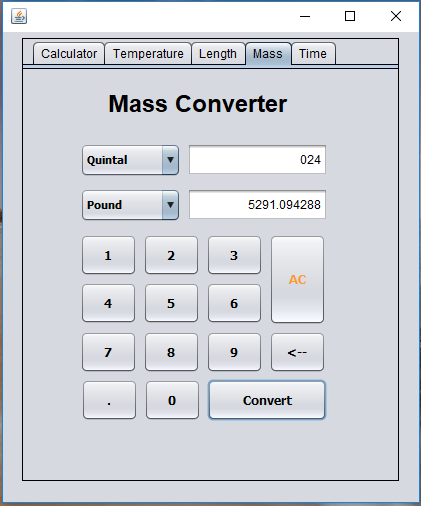 Calculator Temperature Length Mass Time
Mass Converter
Quintal 024
Pound 5291.094288
1 2 3 AC
4 5 6
7 8 9 <--
. 0 Convert